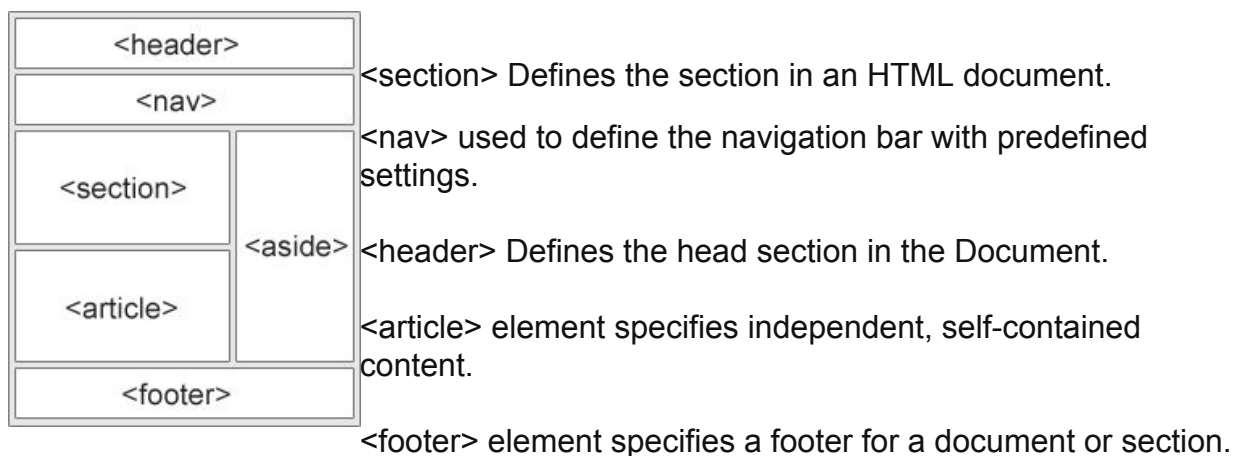 <header>
<nav>
<section>
<aside>
<article>
<footer>
<section> Defines the section in an HTML document.
<nav> used to define the navigation bar with predefined
settings.
<header> Defines the head section in the Document.
<article> element specifies independent, self-contained
content.
<footer> element specifies a footer for a document or section.